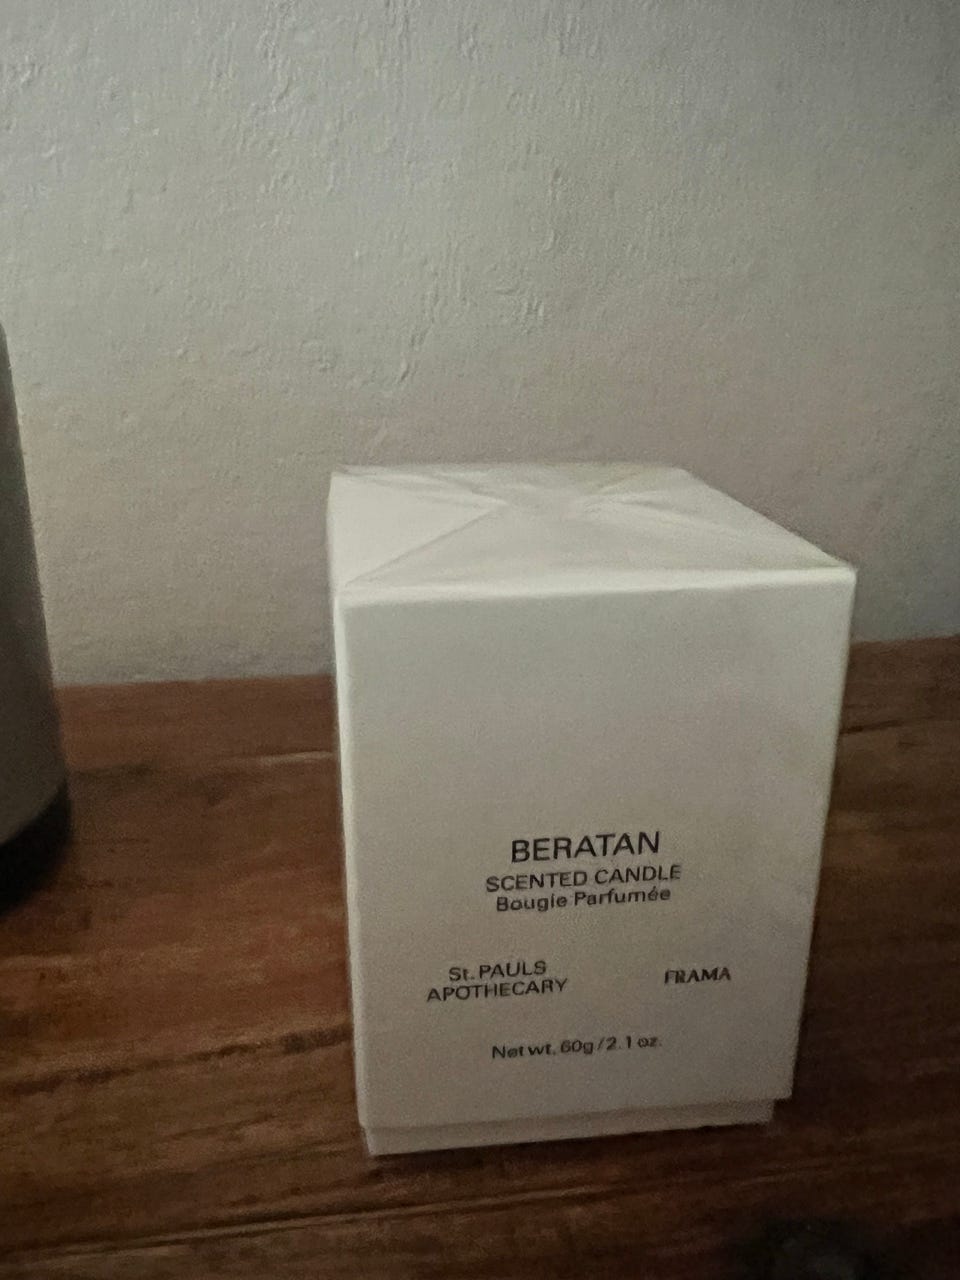 BERATAN
SCENTED CANDLE
Bougie Parfumée
St. PAULS
APOTHECARY
FRAMA
Net wt. 60g/2.1 oz.